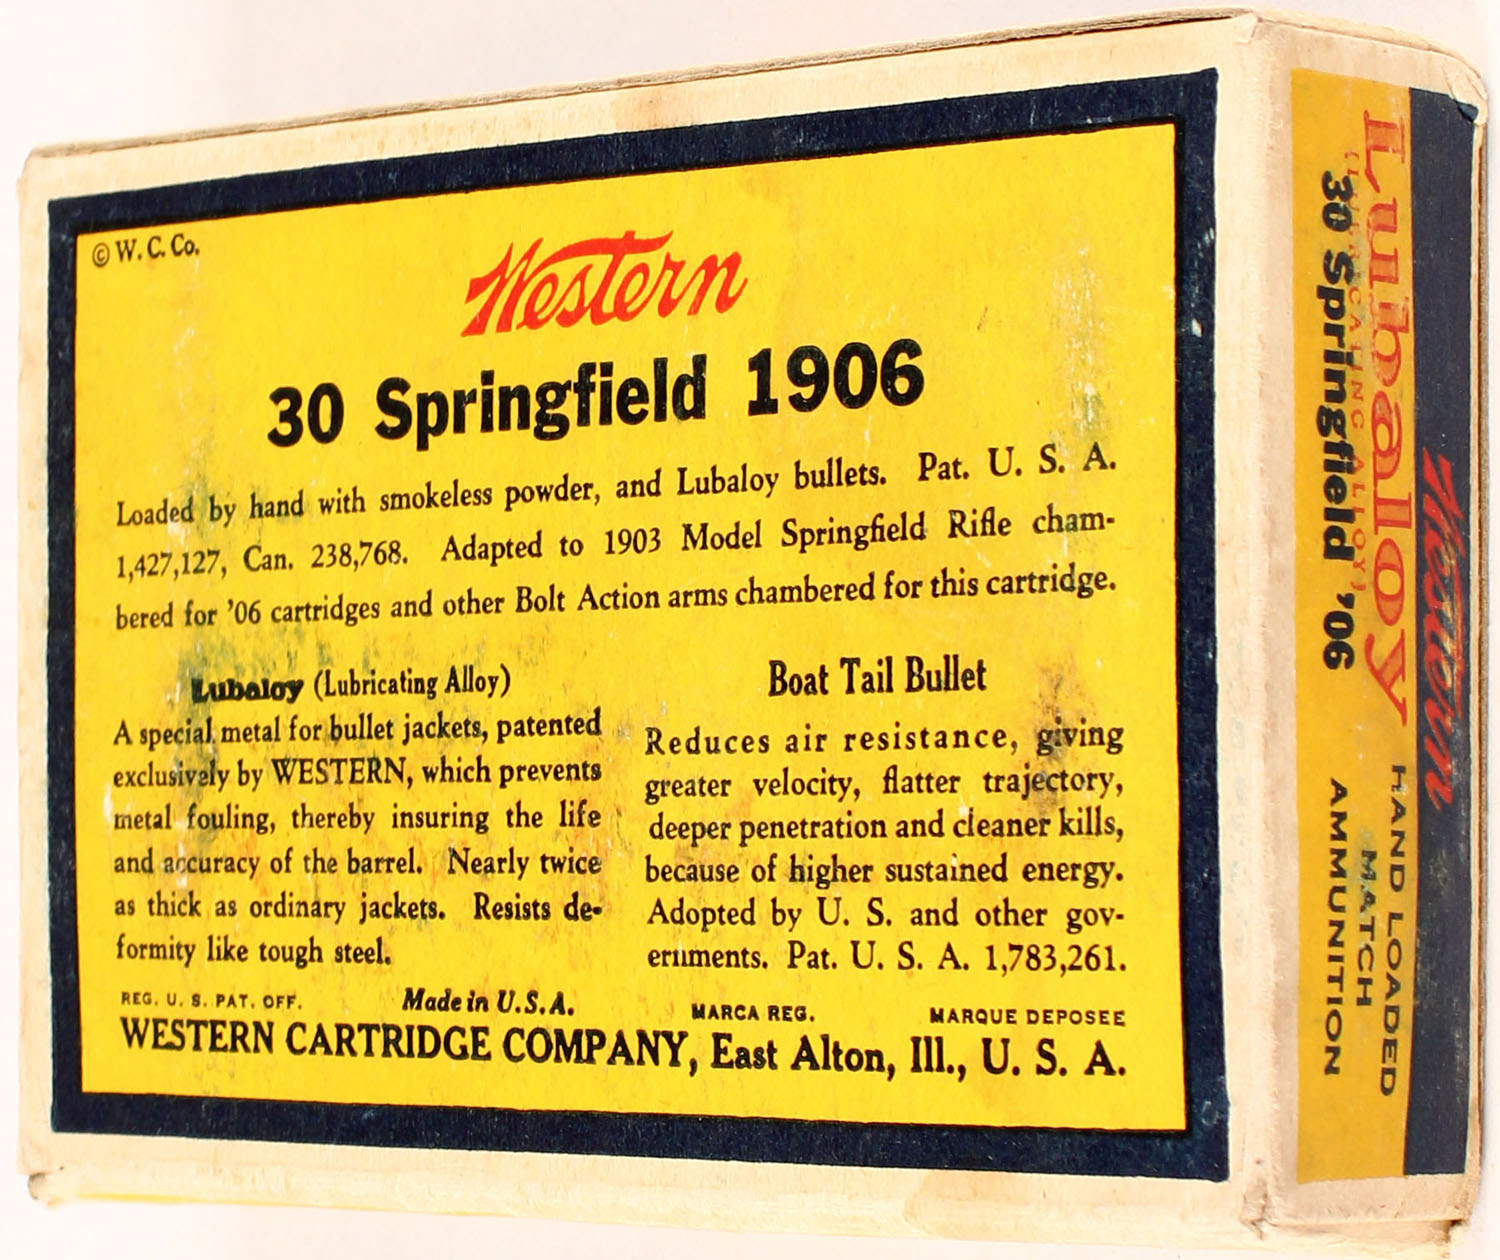 © W. C. Co.
Western
30 Springfield 1906
Loaded by hand with smokeless powder, and Lubaloy bullets. Pat. U. S. A.
1,427,127, Can. 238,768. Adapted to 1903 Model Springfield Rifle cham-
bered for '06 cartridges and other Bolt Action arms chambered for this cartridge.
Lubaloy (Lubricating Alloy)
A special metal for bullet jackets, patented
exclusively by WESTERN, which prevents
metal fouling, thereby insuring the life
and accuracy of the barrel. Nearly twice
as thick as ordinary jackets. Resists de-
formity like tough steel.
Boat Tail Bullet
Reduces air resistance, giving
greater velocity, flatter trajectory,
deeper penetration and cleaner kills,
because of higher sustained energy.
Adopted by U. S. and other gov-
ernments. Pat. U. S. A. 1,783,261.
REG. U. S. PAT. OFF. Made in U.S.A. MARCA REG. MARQUE DEPOSEE
WESTERN CARTRIDGE COMPANY, East Alton, Ill., U. S. A.
Western
Lubaloy
(LUBRICATING ALLOY)
30 Springfield '06
HAND LOADED
MATCH
AMMUNITION